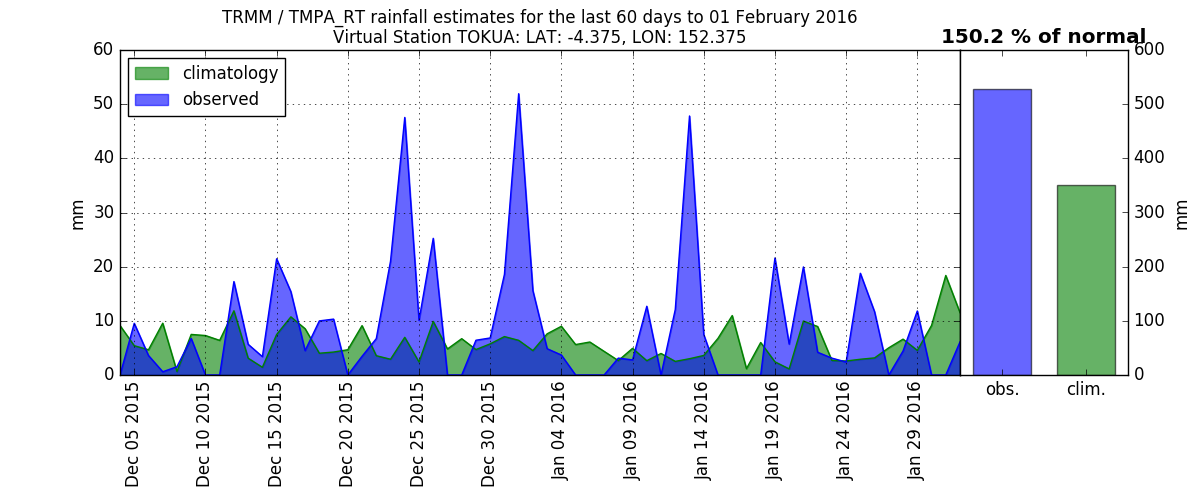 TRMM / TMPA_RT rainfall estimates for the last 60 days to 01 February 2016
Virtual Station TOKUA: LAT: -4.375, LON: 152.375
150.2 % of normal
climatology
observed
60
50
40
30
20
10
0
mm
600
500
400
300
200
100
0
mm
Dec 05 2015
Dec 10 2015
Dec 15 2015
Dec 20 2015
Dec 25 2015
Dec 30 2015
Jan 04 2016
Jan 09 2016
Jan 14 2016
Jan 19 2016
Jan 24 2016
Jan 29 2016
obs.
clim.